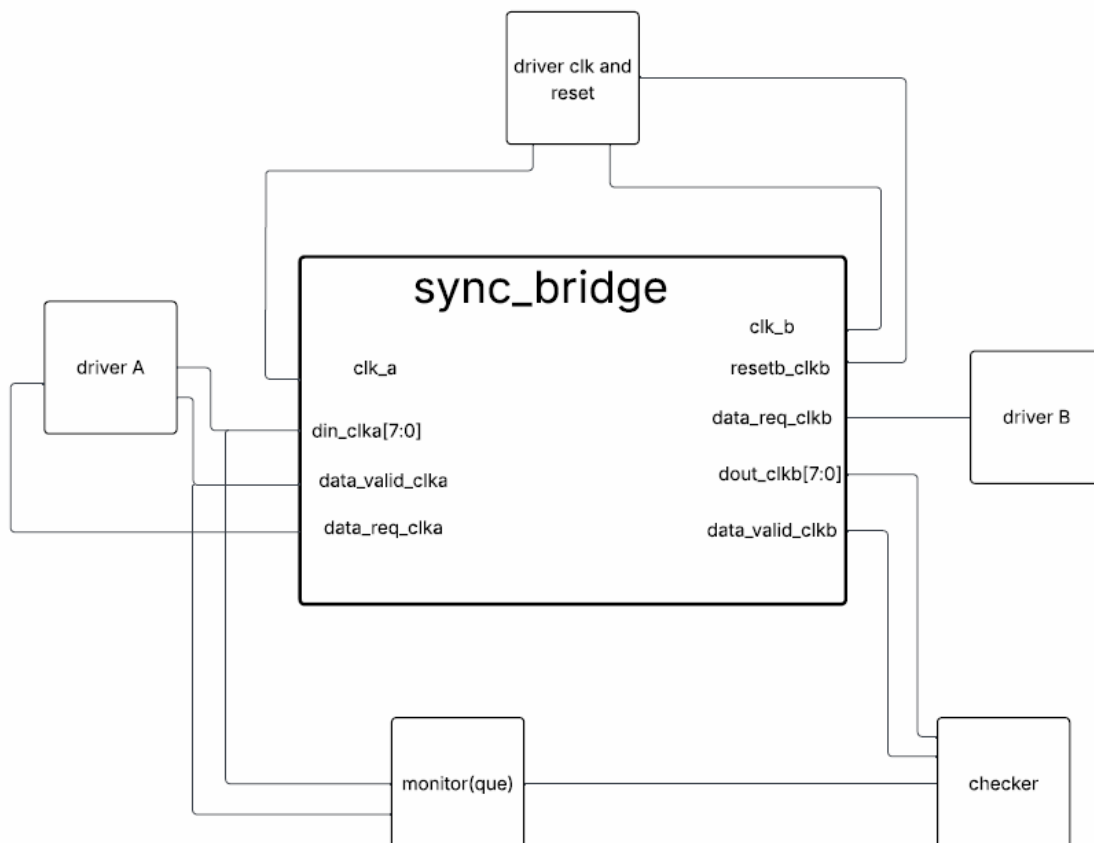 driver clk and
reset
sync_bridge
clk_b
driver A
clk_a
resetb_clkb
data_req_clkb
driver B
din_clka[7:0]
dout_clkb[7:0]
data_valid_clka
data_req_clka
data_valid_clkb
monitor(que)
checker